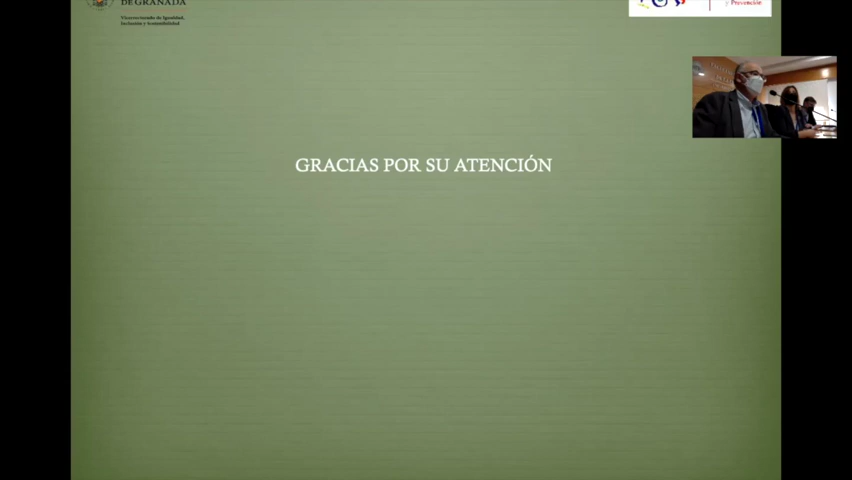 DE GRANADA
Vicerrectorado de Igualdad,
Inclusión y Sostenibilidad
y Prevención
GRACIAS POR SU ATENCIÓN